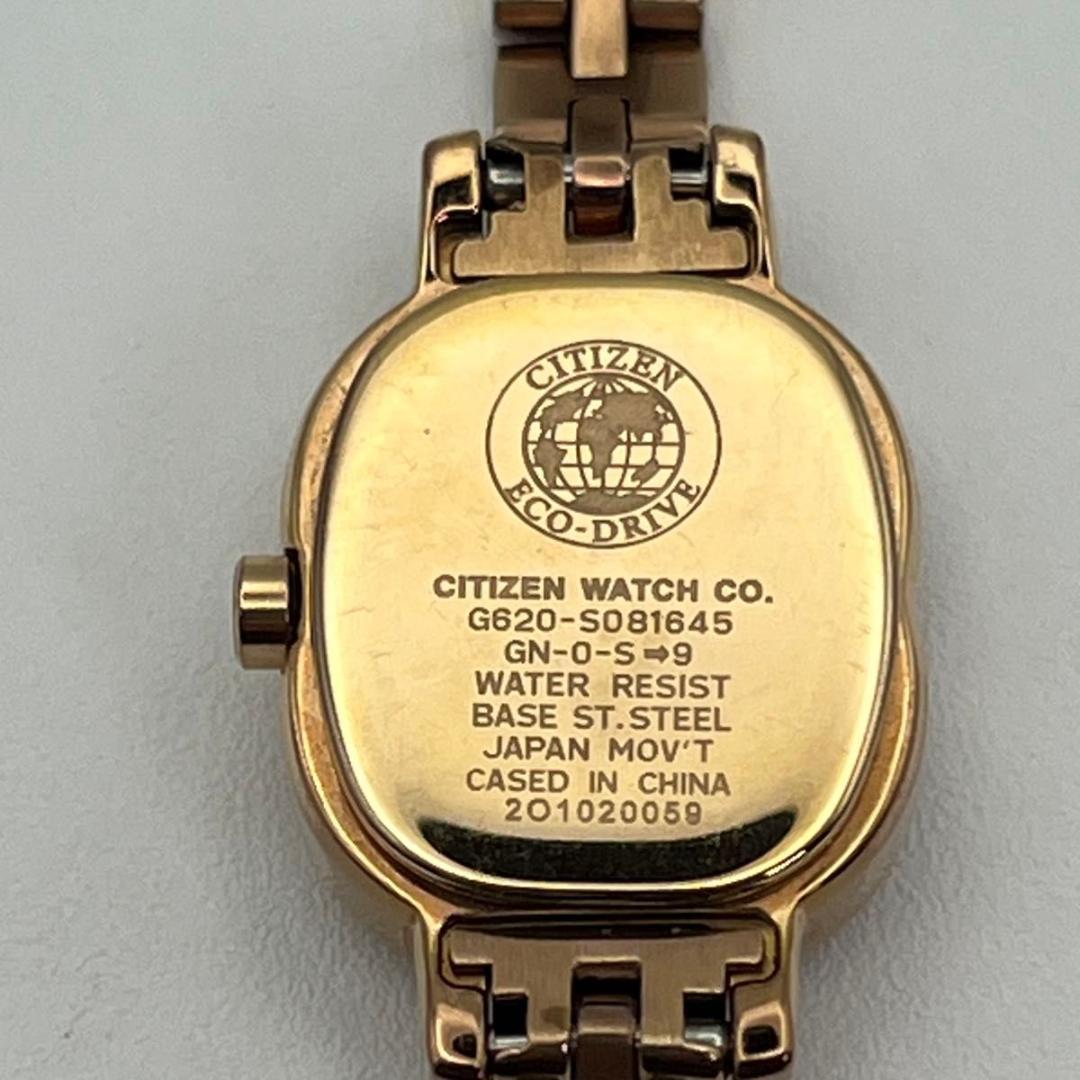 CITIZEN
ECO-DRIVE
CITIZEN WATCH CO.
G620-S081645
GN-0-S➡9
WATER RESIST
BASE ST.STEEL
JAPAN MOV'T
CASED IN CHINA
201020059